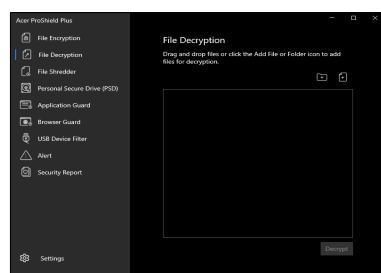 Acer ProShield Plus
File Encryption
File Decryption
File Shredder
Personal Secure Drive (PSD)
Application Guard
Browser Guard
USB Device Filter
Alert
Security Report
Settings
File Decryption
Drag and drop files or click the Add File or Folder icon to add
files for decryption.
Decrypt